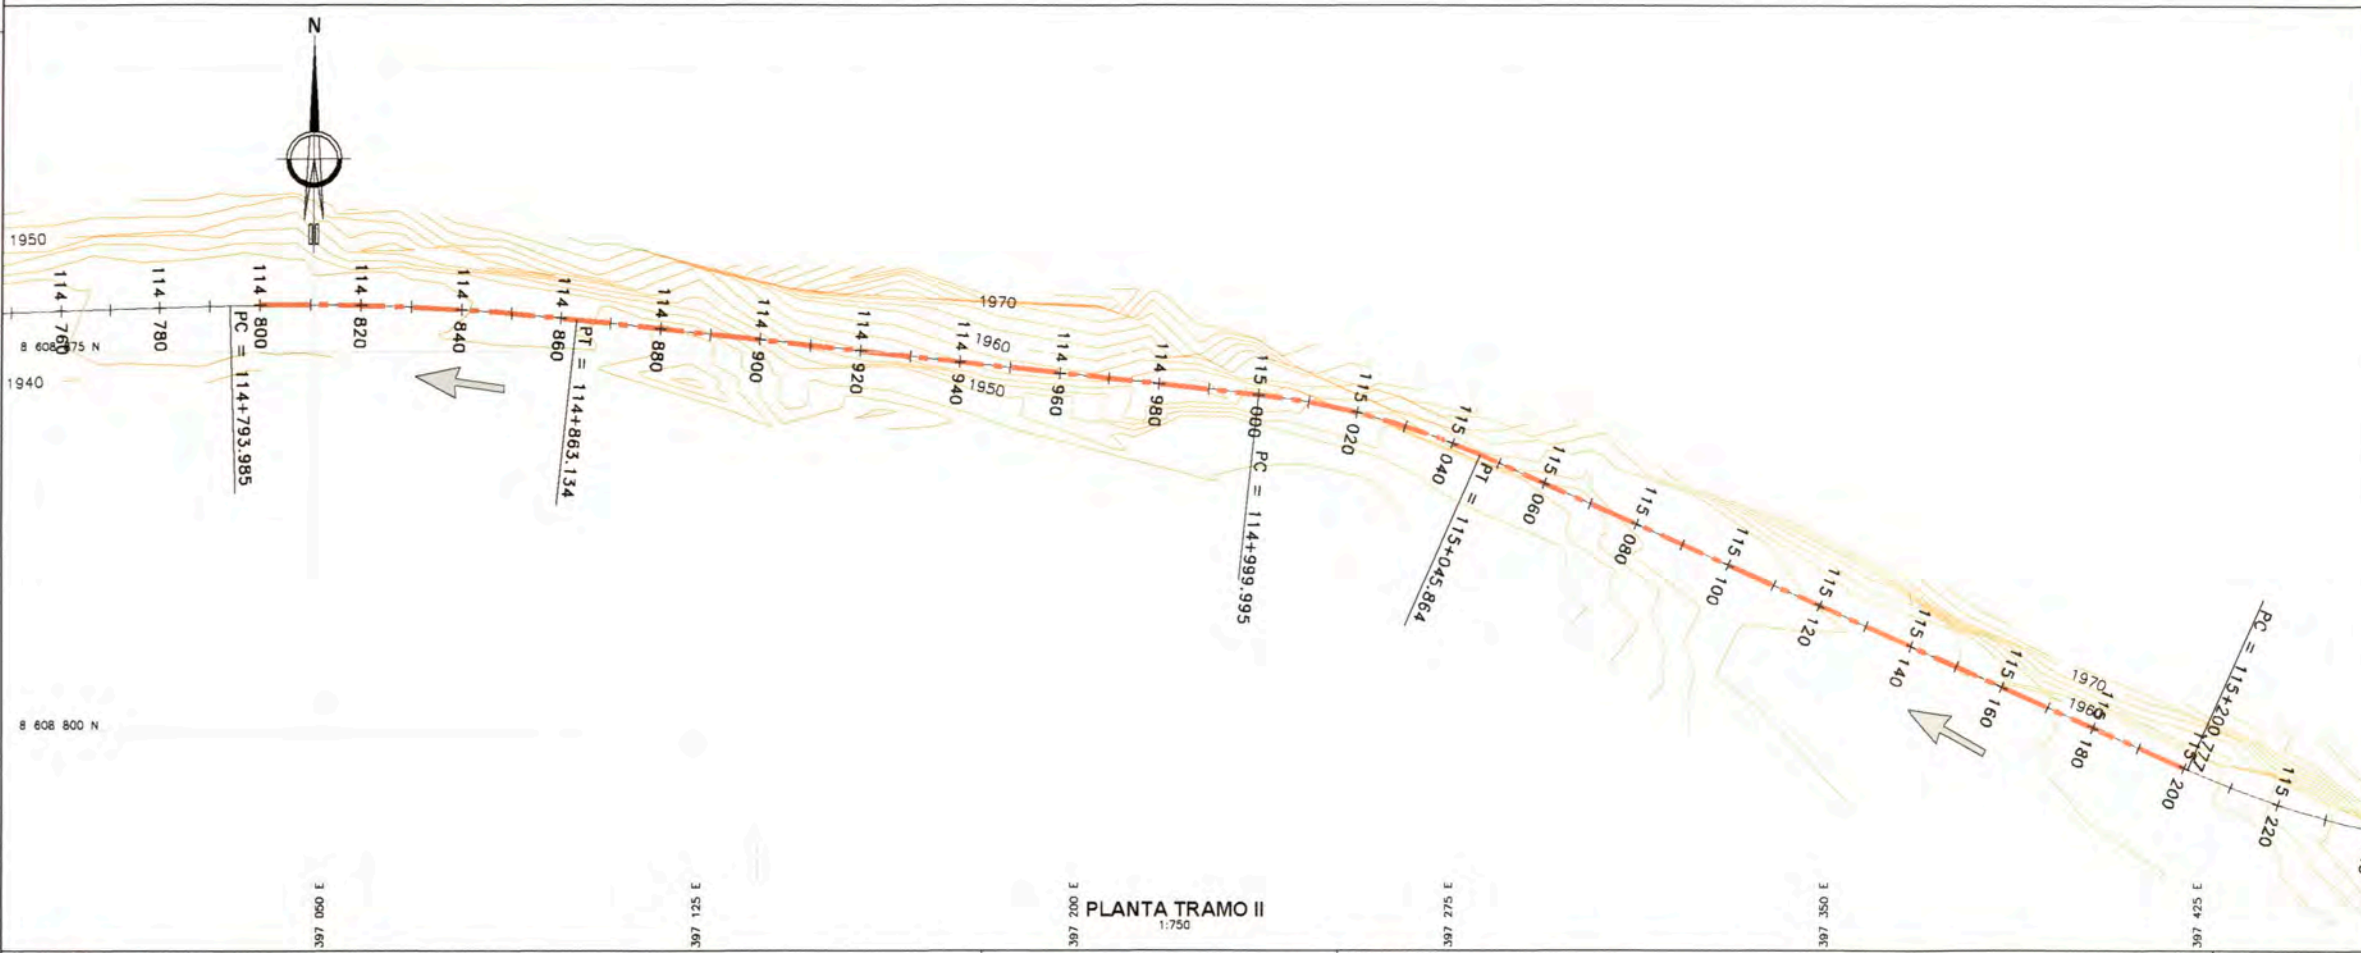 N
1950
1940
8 608 875 N
8 608 800 N
114 760
114 780
114 800
114 820
114 840
114 860
114 880
114 900
114 920
114 940
114 960
114 980
115 000
115 020
115 040
115 060
115 080
115 100
115 120
115 140
115 160
115 180
115 200
115 220
PC = 114+793.985
PT = 114+863.134
PC = 114+999.995
PT = 115+045.864
PC = 115+200.777
1970
1960
1950
1970
1960
397 050 E
397 125 E
397 200 E
397 275 E
397 350 E
397 425 E
PLANTA TRAMO II
1:750